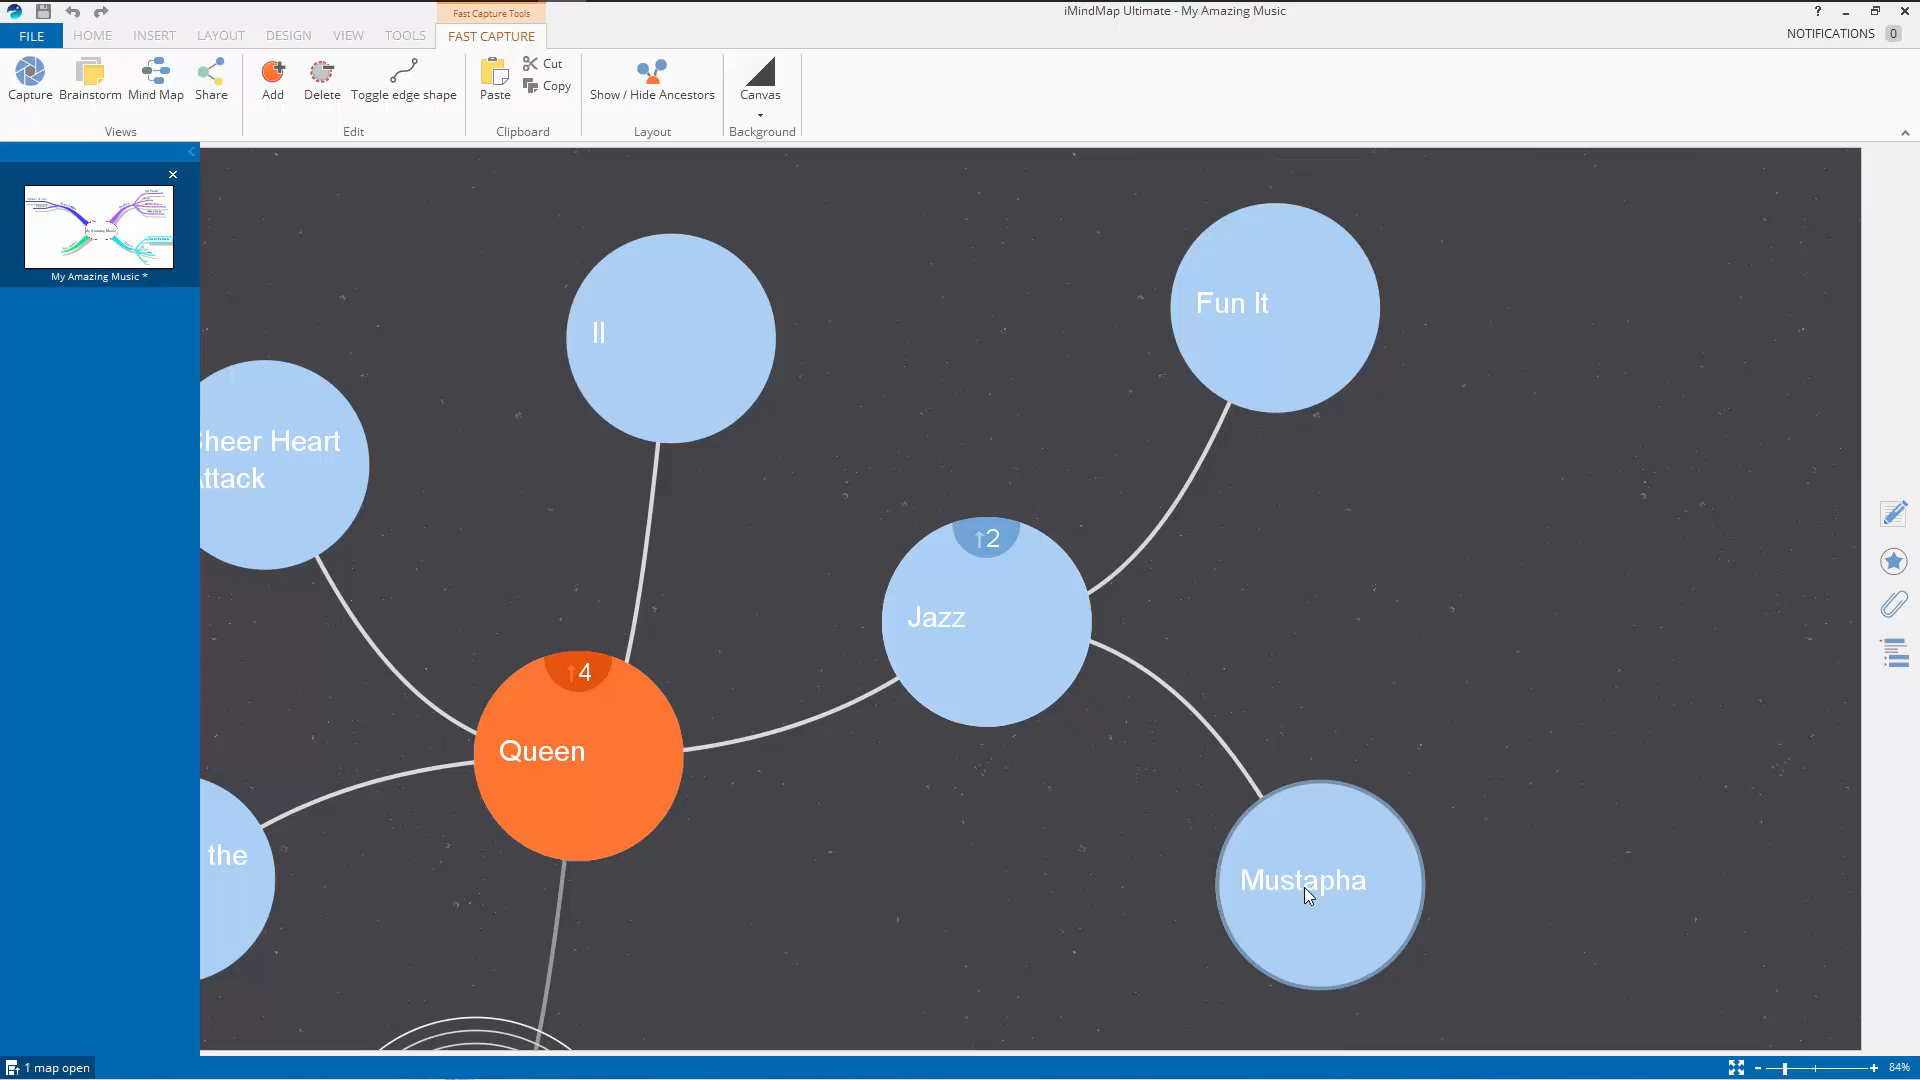 Fast Capture Tools
iMindMap Ultimate - My Amazing Music
?
FILE
HOME
INSERT
LAYOUT
DESIGN
VIEW
TOOLS
FAST CAPTURE
NOTIFICATIONS 0
Capture
Brainstorm
Mind Map
Share
Add
Delete
Toggle edge shape
Paste
Cut
Copy
Show / Hide Ancestors
Canvas
Views
Edit
Clipboard
Layout
Background
My Amazing Music
My Amazing Music *
Fun It
II
heer Heart
ttack
↑2
Jazz
↑4
Queen
the
Mustapha
1 map open
84%